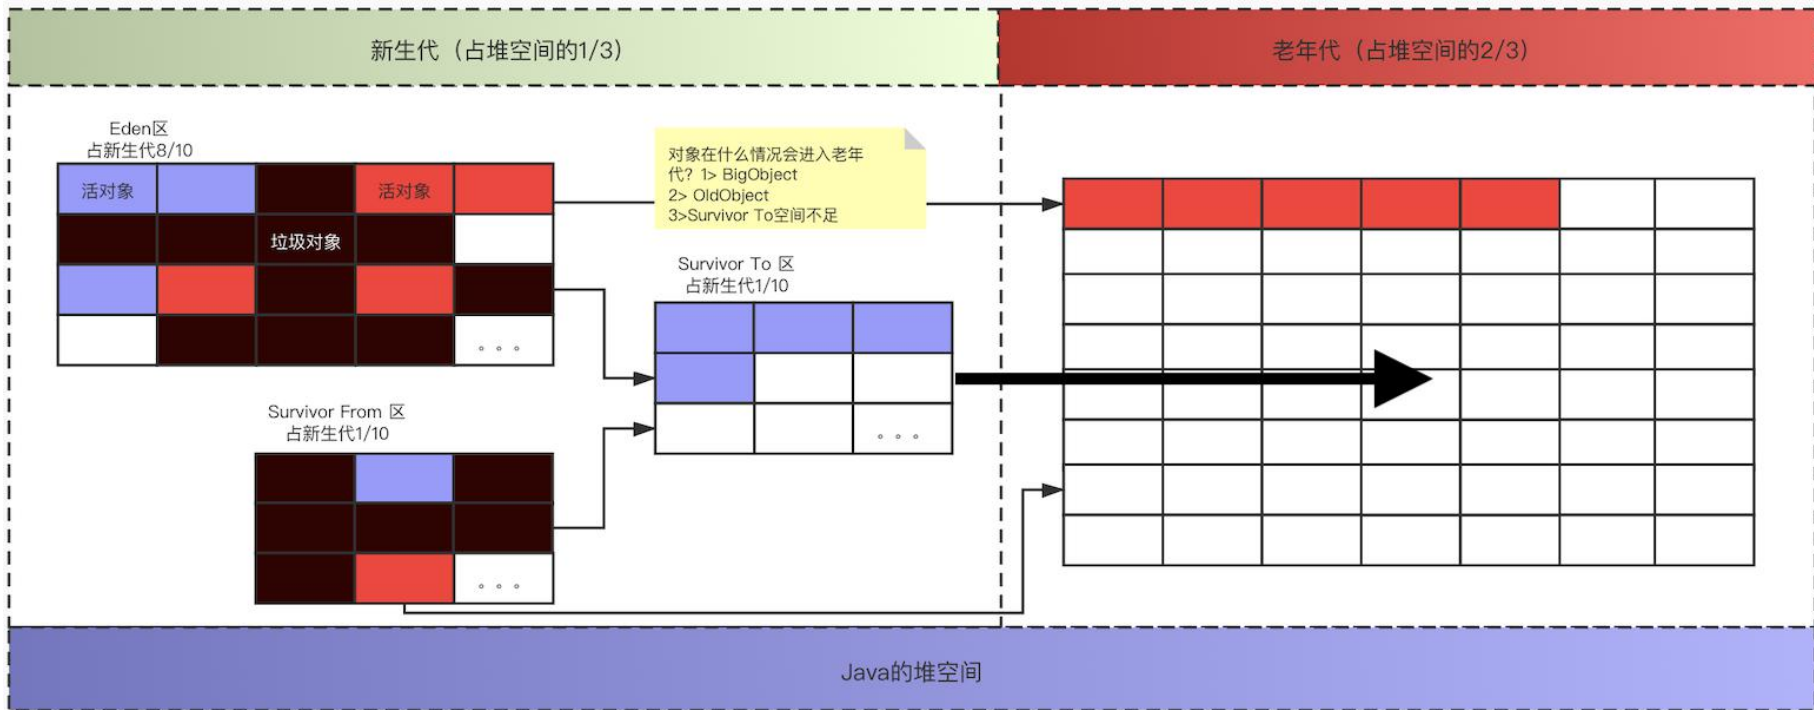 新生代（占堆空间的1/3）
老年代（占堆空间的2/3）
Eden区
占新生代8/10
活对象
活对象
垃圾对象
。。。
对象在什么情况会进入老年
代？1> BigObject
2> OldObject
3>Survivor To空间不足
Survivor To 区
占新生代1/10
。。。
Survivor From 区
占新生代1/10
。。。
Java的堆空间